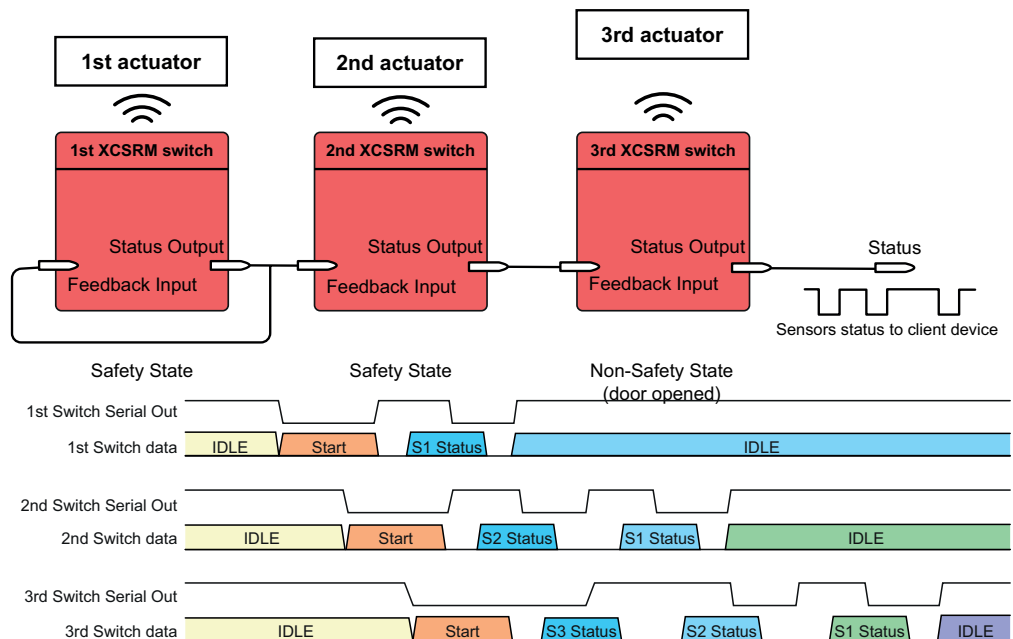 1st actuator
2nd actuator
3rd actuator
1st XCSRM switch
2nd XCSRM switch
3rd XCSRM switch
Status Output
Feedback Input
Status Output
Feedback Input
Status Output
Feedback Input
Status
Sensors status to client device
Safety State
Safety State
Non-Safety State
(door opened)
1st Switch Serial Out
1st Switch data
IDLE
Start
S1 Status
IDLE
2nd Switch Serial Out
2nd Switch data
IDLE
Start
S2 Status
S1 Status
IDLE
3rd Switch Serial Out
3rd Switch data
IDLE
Start
S3 Status
S2 Status
S1 Status
IDLE